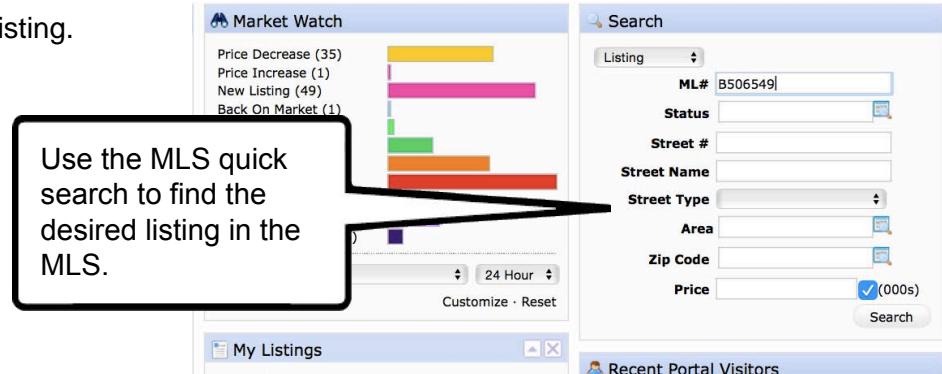 isting.
Market Watch
Price Decrease (35)
Price Increase (1)
New Listing (49)
Back On Market (1)
)
24 Hour
Customize · Reset
My Listings
Use the MLS quick
search to find the
desired listing in the
MLS.
Search
Listing
ML# B506549
Status
Street #
Street Name
Street Type
Area
Zip Code
Price (000s)
Search
Recent Portal Visitors